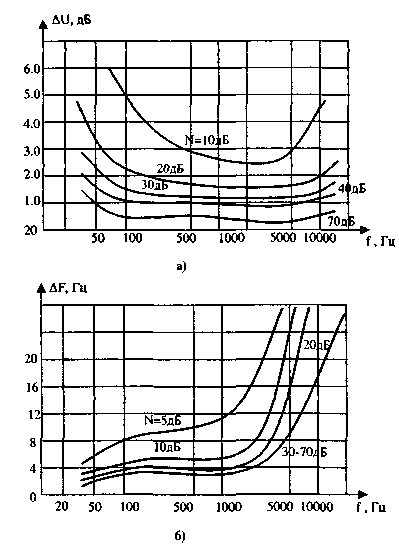 ΔU, дБ
6.0
5.0
4.0
3.0
2.0
1.0
20
N=10дБ
20дБ
30дБ
40дБ
70дБ
50 100 500 1000 5000 10000
f, Гц
а)
ΔF, Гц
20
16
12
8
4
0
N=5дБ
10дБ
20дБ
30-70дБ
20 50 100 500 1000 5000 10000 f, Гц
б)